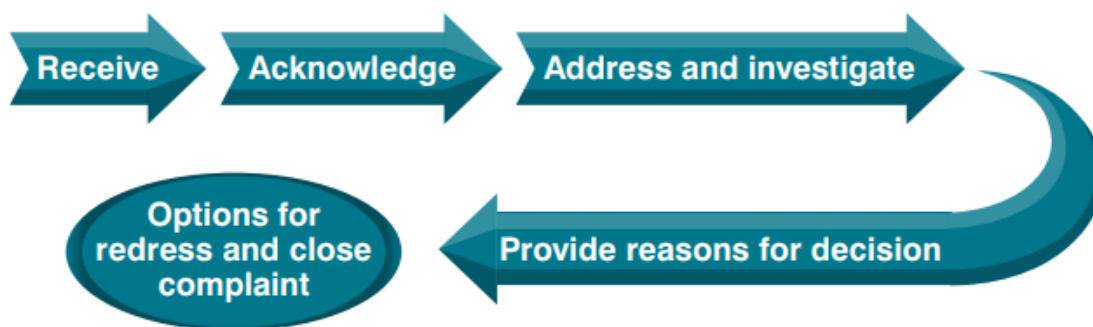 Receive
Acknowledge
Address and investigate
Provide reasons for decision
Options for
redress and close
complaint